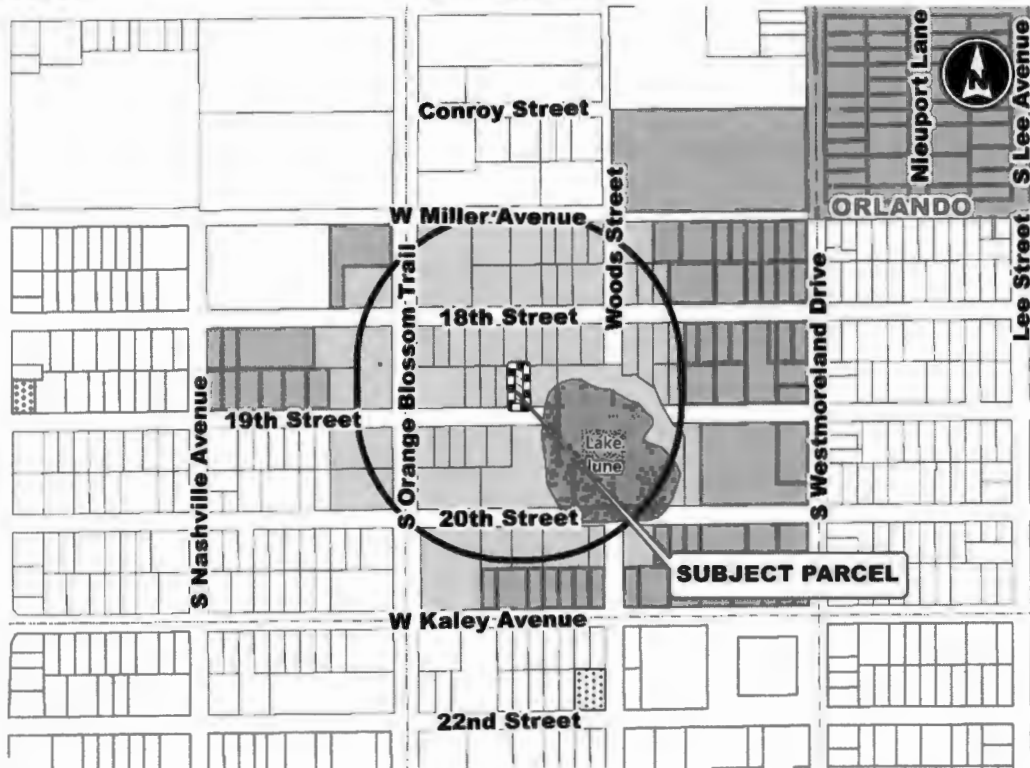 Conroy Street
Nieuport Lane
S Lee Avenue
N
W Miller Avenue
ORLANDO
Woods Street
S Orange Blossom Trail
18th Street
S Westmoreland Drive
Lee Street
19th Street
S Nashville Avenue
Lake
June
20th Street
SUBJECT PARCEL
W Kaley Avenue
22nd Street